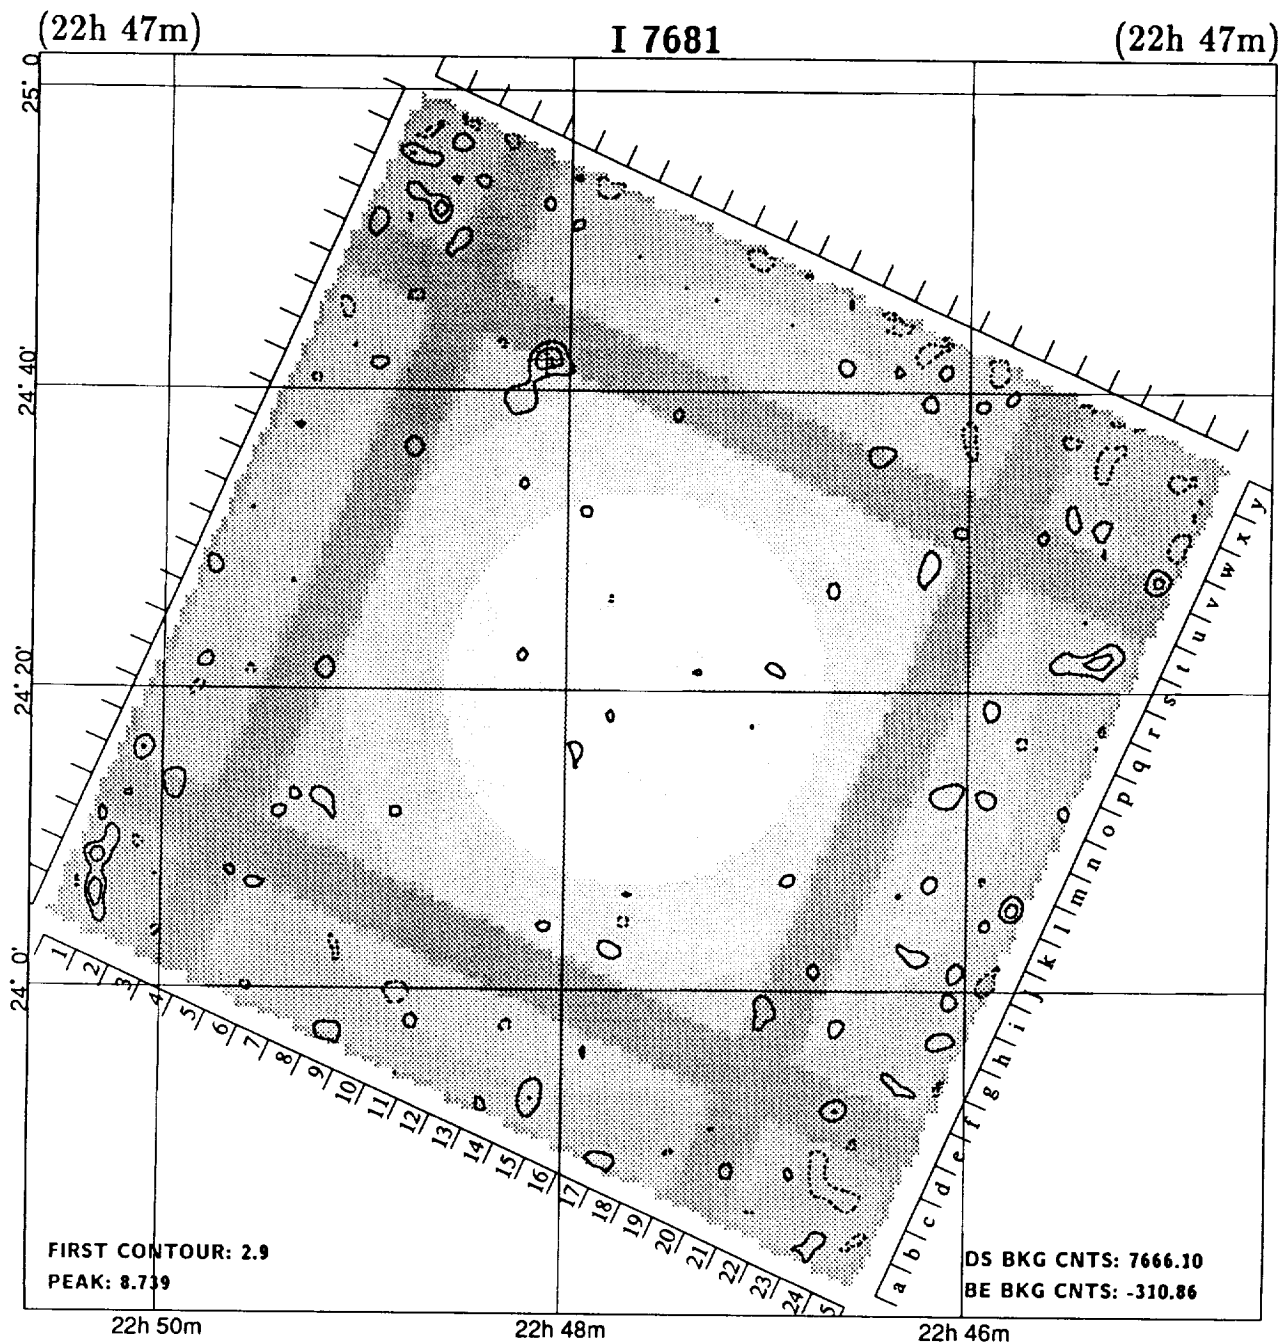 (22h 47m)
I 7681
(22h 47m)
25° 0
24° 40'
24° 20'
24° 0'
1 2 3 4 5 6 7 8 9 10 11 12 13 14 15 16 17 18 19 20 21 22 23 24 5
a b c d e f g h i j k l m n o p q r s t u v w x y
FIRST CONTOUR: 2.9
PEAK: 8.739
DS BKG CNTS: 7666.10
BE BKG CNTS: -310.86
22h 50m
22h 48m
22h 46m